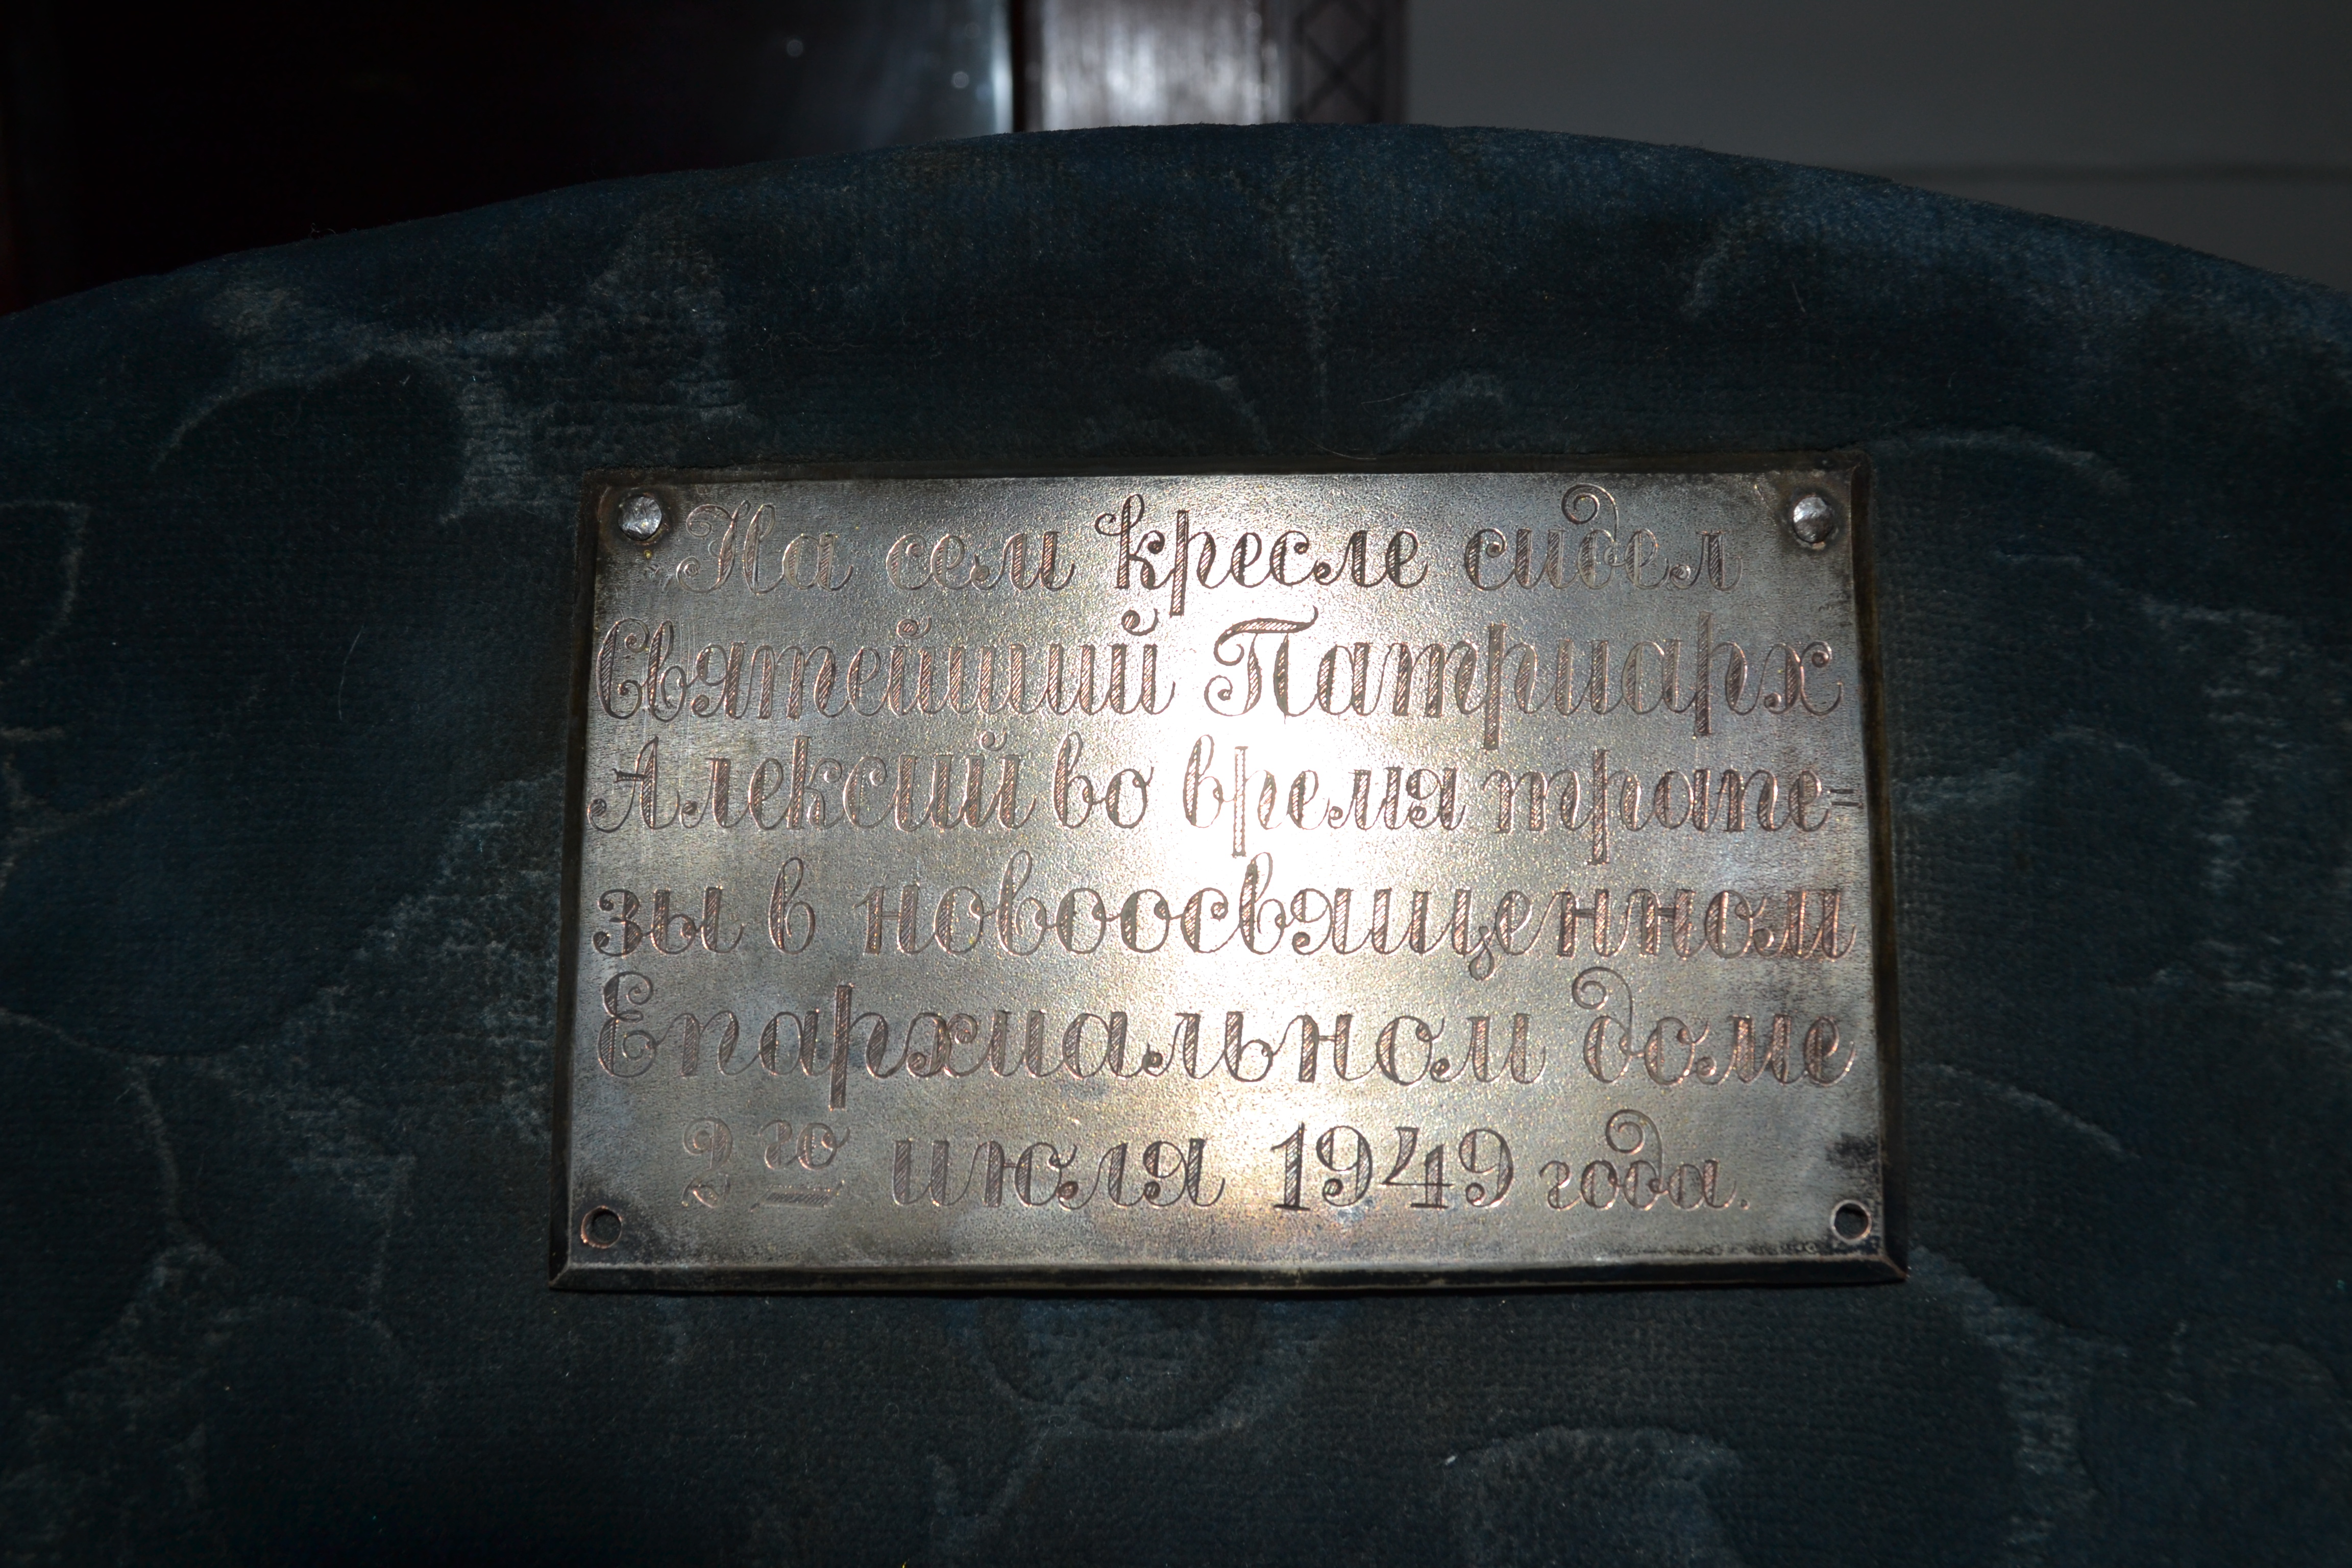 На сем кресле сидел
Святейший Патриарх
Алексий во время трапе=
зы в новоосвященном
Епархиальном доме
2го июля 1949 года.